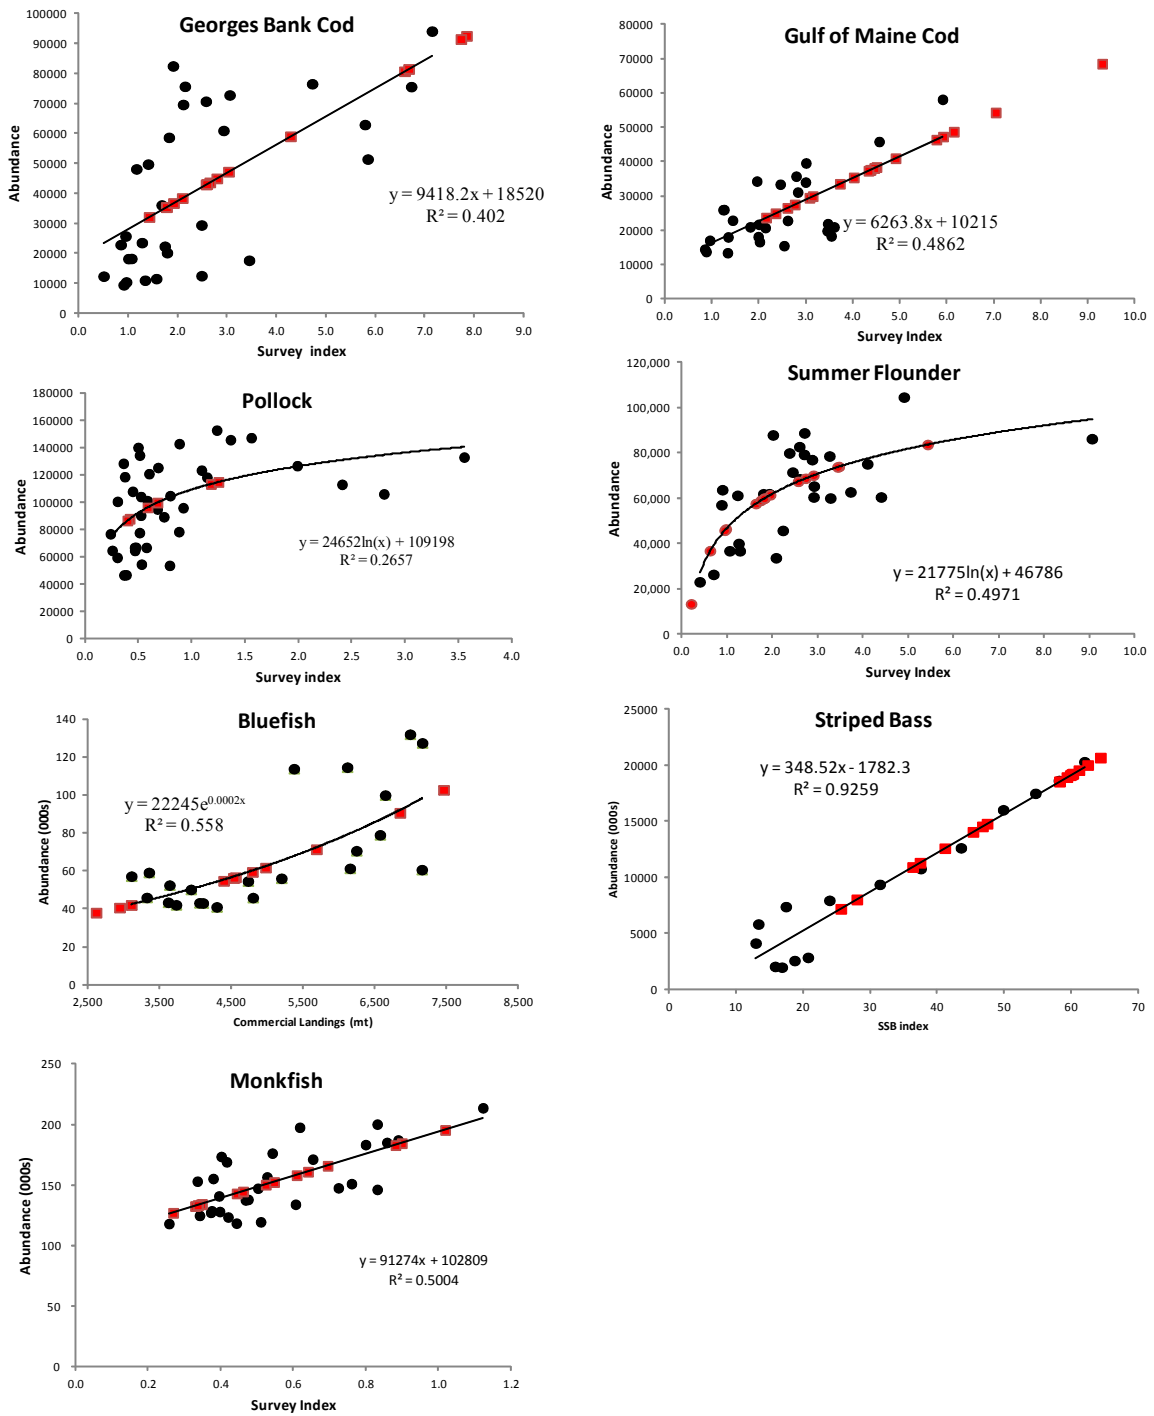 Georges Bank Cod
Abundance
100000
90000
80000
70000
60000
50000
40000
30000
20000
10000
0
y = 9418.2x + 18520
R² = 0.402
0.0 1.0 2.0 3.0 4.0 5.0 6.0 7.0 8.0 9.0
Survey index
Gulf of Maine Cod
Abundance
80000
70000
60000
50000
40000
30000
20000
10000
0
y = 6263.8x + 10215
R² = 0.4862
0.0 1.0 2.0 3.0 4.0 5.0 6.0 7.0 8.0 9.0 10.0
Survey Index
Pollock
Abundance
180000
160000
140000
120000
100000
80000
60000
40000
20000
0
y = 24652ln(x) + 109198
R² = 0.2657
0.0 0.5 1.0 1.5 2.0 2.5 3.0 3.5 4.0
Survey index
Summer Flounder
Abundance
120,000
100,000
80,000
60,000
40,000
20,000
0
y = 21775ln(x) + 46786
R² = 0.4971
0.0 1.0 2.0 3.0 4.0 5.0 6.0 7.0 8.0 9.0 10.0
Survey Index
Bluefish
Abundance (000s)
140
120
100
80
60
40
20
0
y = 22245e^0.0002x
R² = 0.558
2,500 3,500 4,500 5,500 6,500 7,500 8,500
Commercial Landings (mt)
Striped Bass
Abundance (000s)
25000
20000
15000
10000
5000
0
y = 348.52x - 1782.3
R² = 0.9259
0 10 20 30 40 50 60 70
SSB index
Monkfish
Abundance (000s)
250
200
150
100
50
0
y = 91274x + 102809
R² = 0.5004
0.0 0.2 0.4 0.6 0.8 1.0 1.2
Survey Index